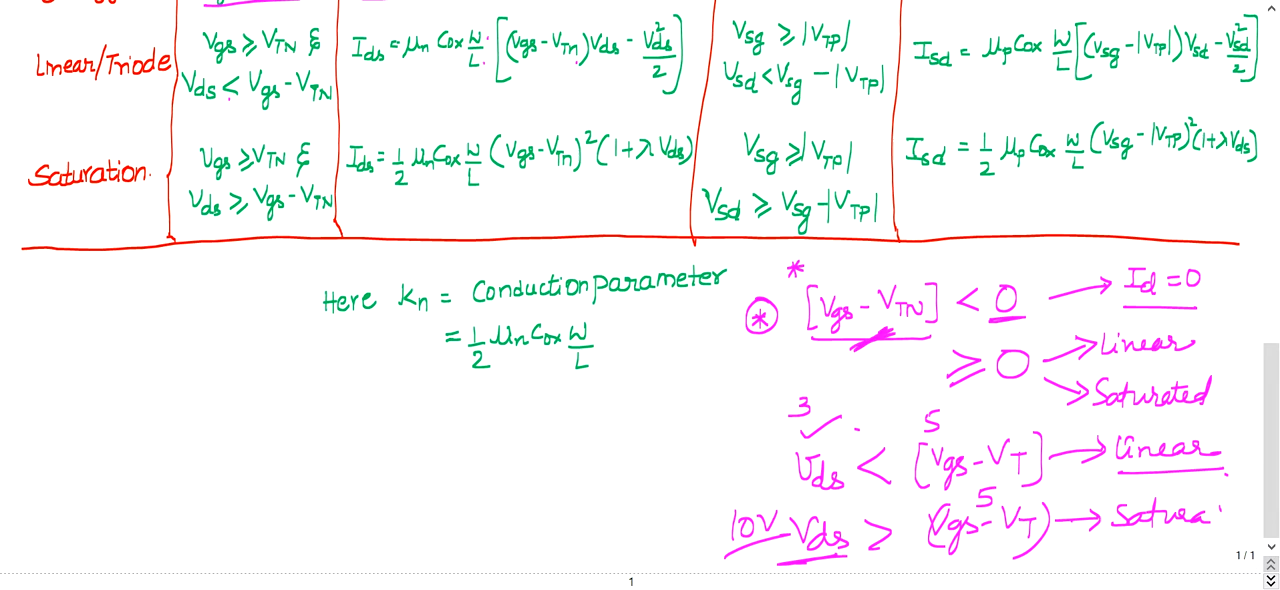 Linear/Triode
Vgs ≥ VTN &
Vds < Vgs - VTN
Ids = μn Cox W/L [(Vgs - VTn) Vds - Vds²/2]
Vsg ≥ |VTP|
Vsd < Vsg - |VTP|
Isd = μp Cox W/L [(Vsg - |VTP|) Vsd - Vsd²/2]
Saturation.
Vgs ≥ VTN &
Vds ≥ Vgs - VTN
Ids = 1/2 μn Cox W/L (Vgs - VTn)² (1 + λ Vds)
Vsg ≥ |VTP|
Vsd ≥ Vsg - |VTP|
Isd = 1/2 μp Cox W/L (Vsg - |VTP|)² (1 + λ Vds)
Here Kn = Conduction parameter
= 1/2 μn Cox W/L
*
* [Vgs - VTN] < 0 → Id = 0
≥ 0 → Linear
→ Saturated
3 5
Vds < [Vgs - VT] → Linear
5
10V - Vds > (Vgs - VT) → Satura
1 / 1
1